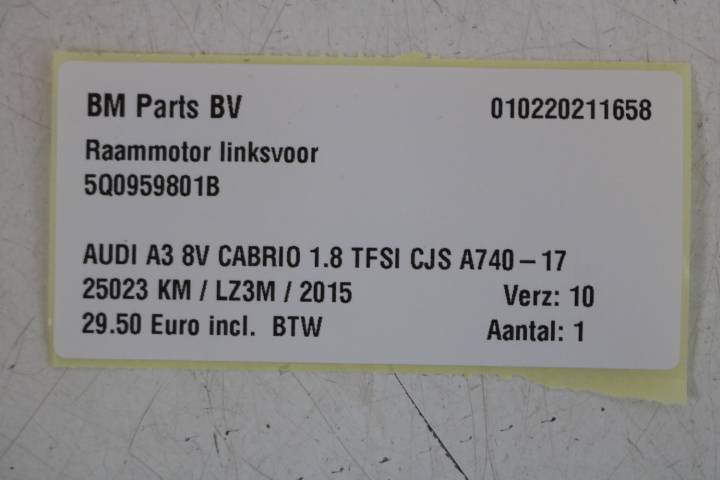 BM Parts BV 010220211658
Raammotor linksvoor
5Q0959801B
AUDI A3 8V CABRIO 1.8 TFSI CJS A740-17
25023 KM / LZ3M / 2015 Verz: 10
29.50 Euro incl. BTW Aantal: 1